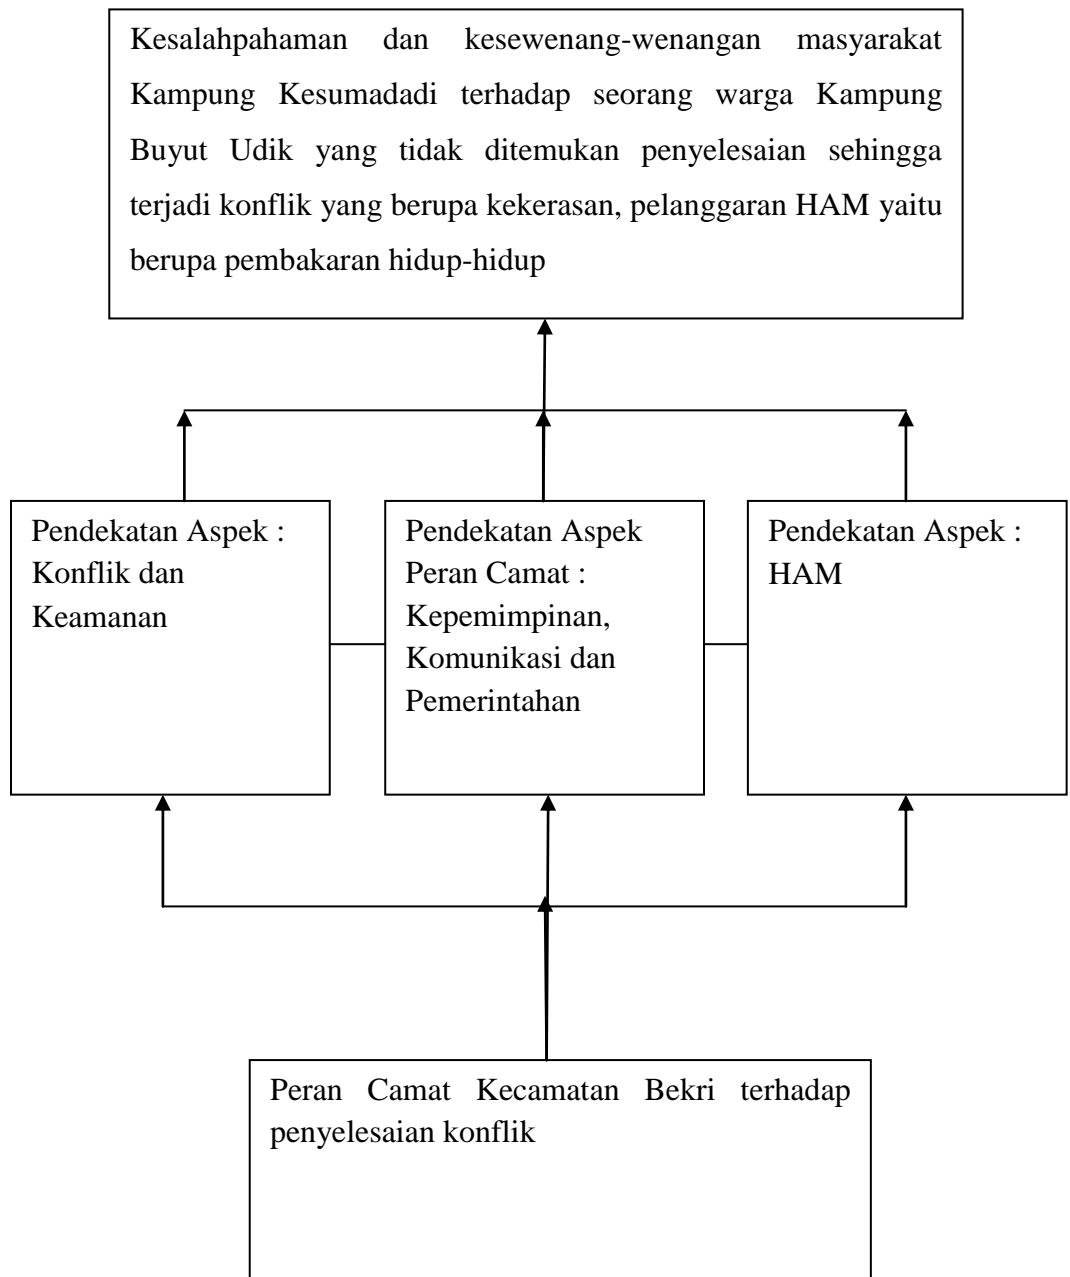 Kesalahpahaman dan kesewenang-wenangan masyarakat
Kampung Kesumadadi terhadap seorang warga Kampung
Buyut Udik yang tidak ditemukan penyelesaian sehingga
terjadi konflik yang berupa kekerasan, pelanggaran HAM yaitu
berupa pembakaran hidup-hidup
Pendekatan Aspek :
Konflik dan
Keamanan
Pendekatan Aspek
Peran Camat :
Kepemimpinan,
Komunikasi dan
Pemerintahan
Pendekatan Aspek :
HAM
Peran Camat Kecamatan Bekri terhadap
penyelesaian konflik